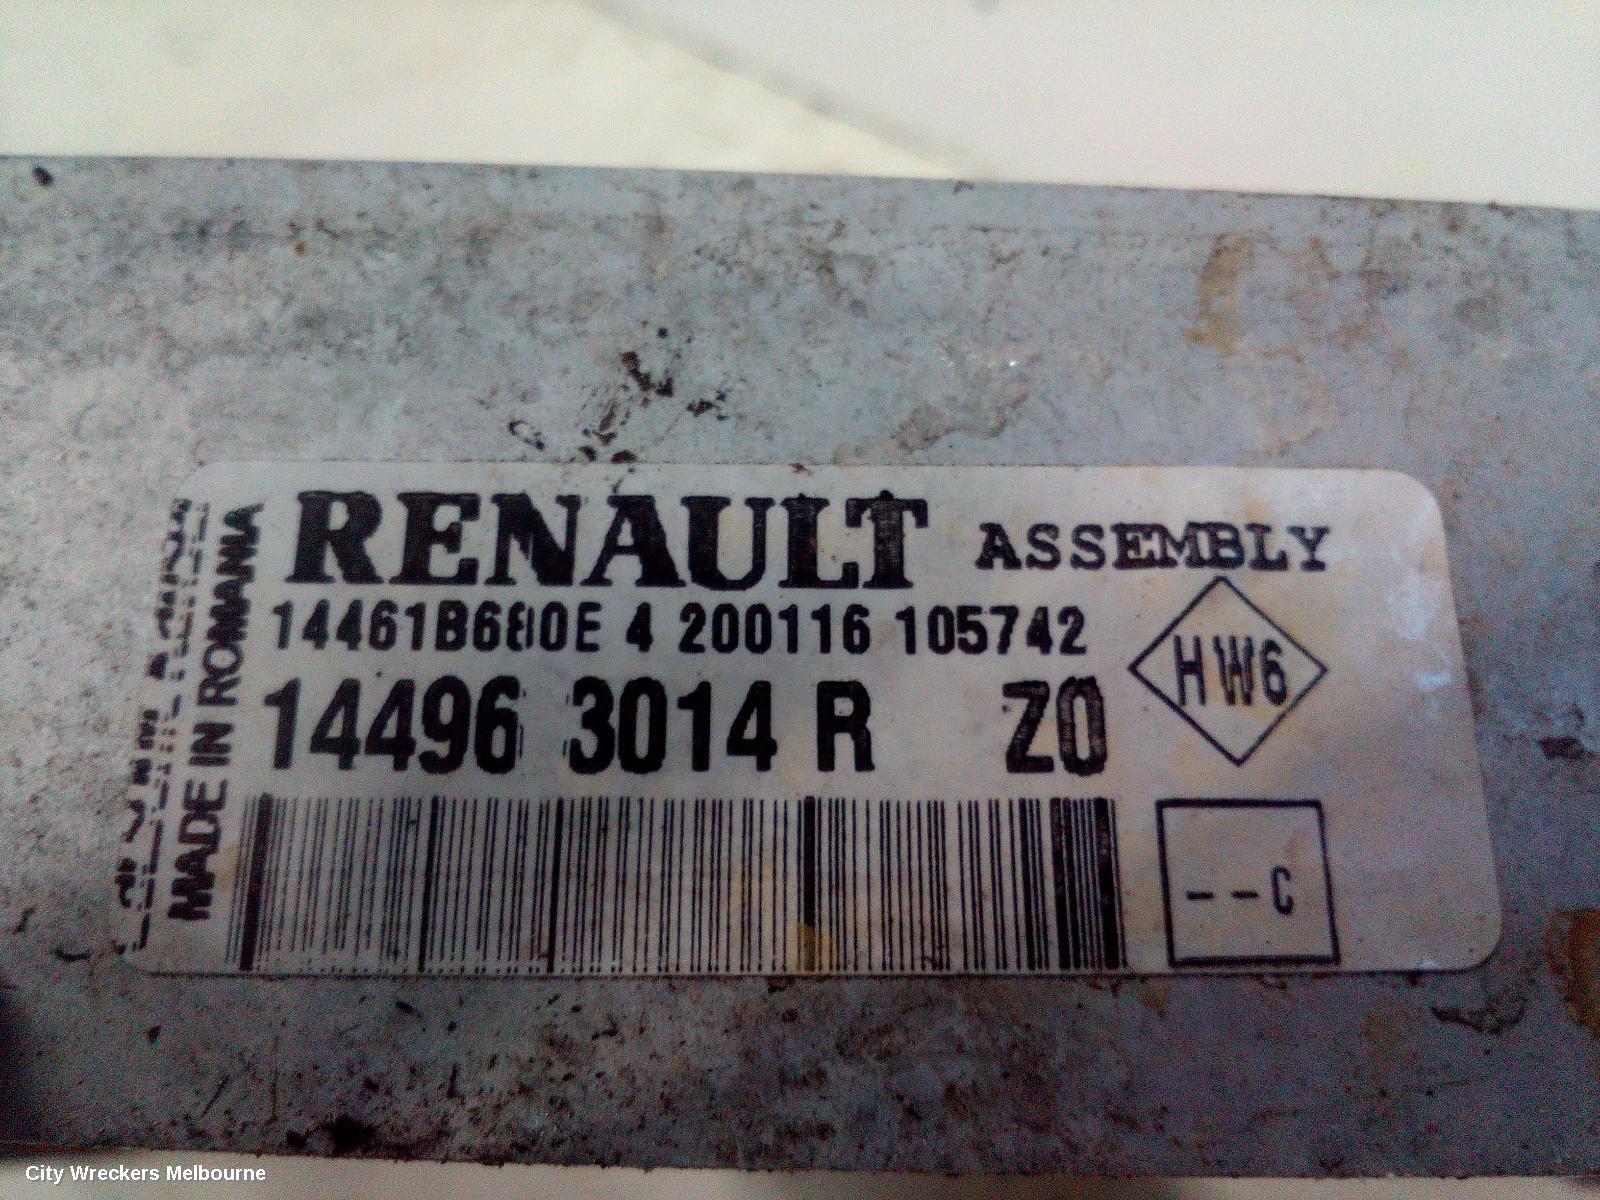 RENAULT ASSEMBLY
14461B680E 4 200116 105742
14496 3014 R Z0
HW6
--C
MADE IN ROMANIA
City Wreckers Melbourne